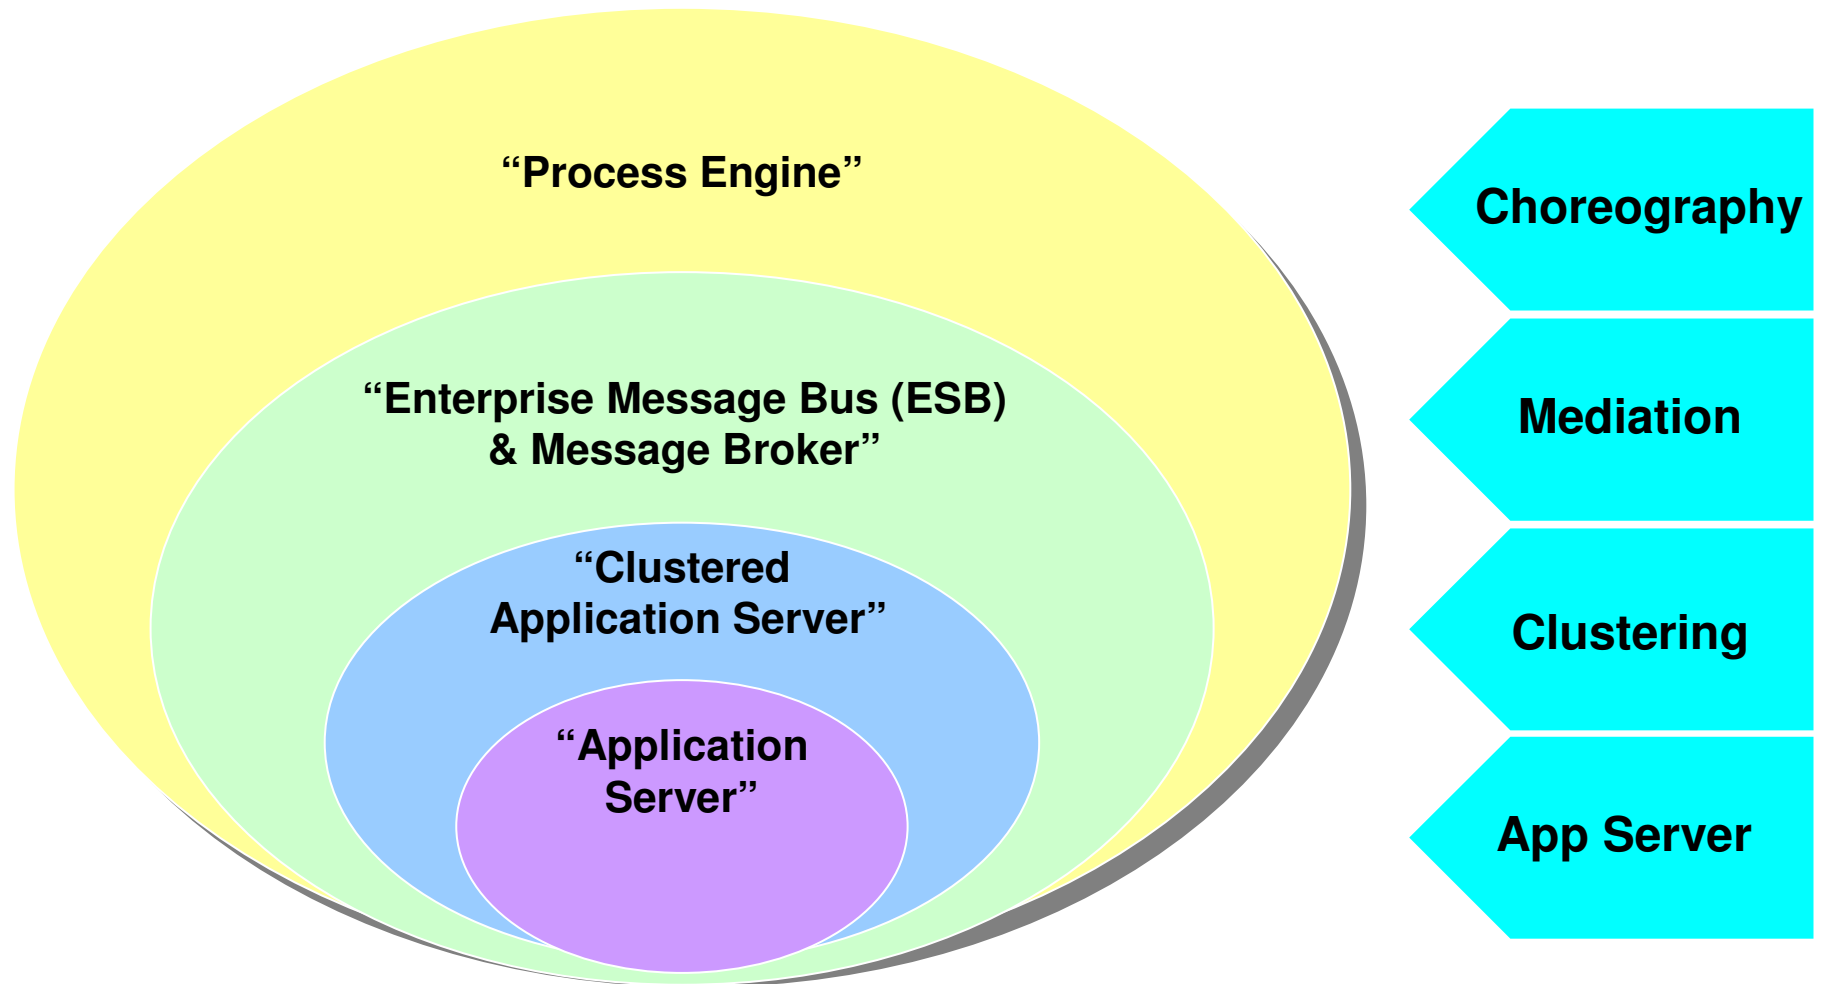 “Process Engine”
Choreography
“Enterprise Message Bus (ESB)
& Message Broker”
Mediation
“Clustered
Application Server”
Clustering
“Application
Server”
App Server